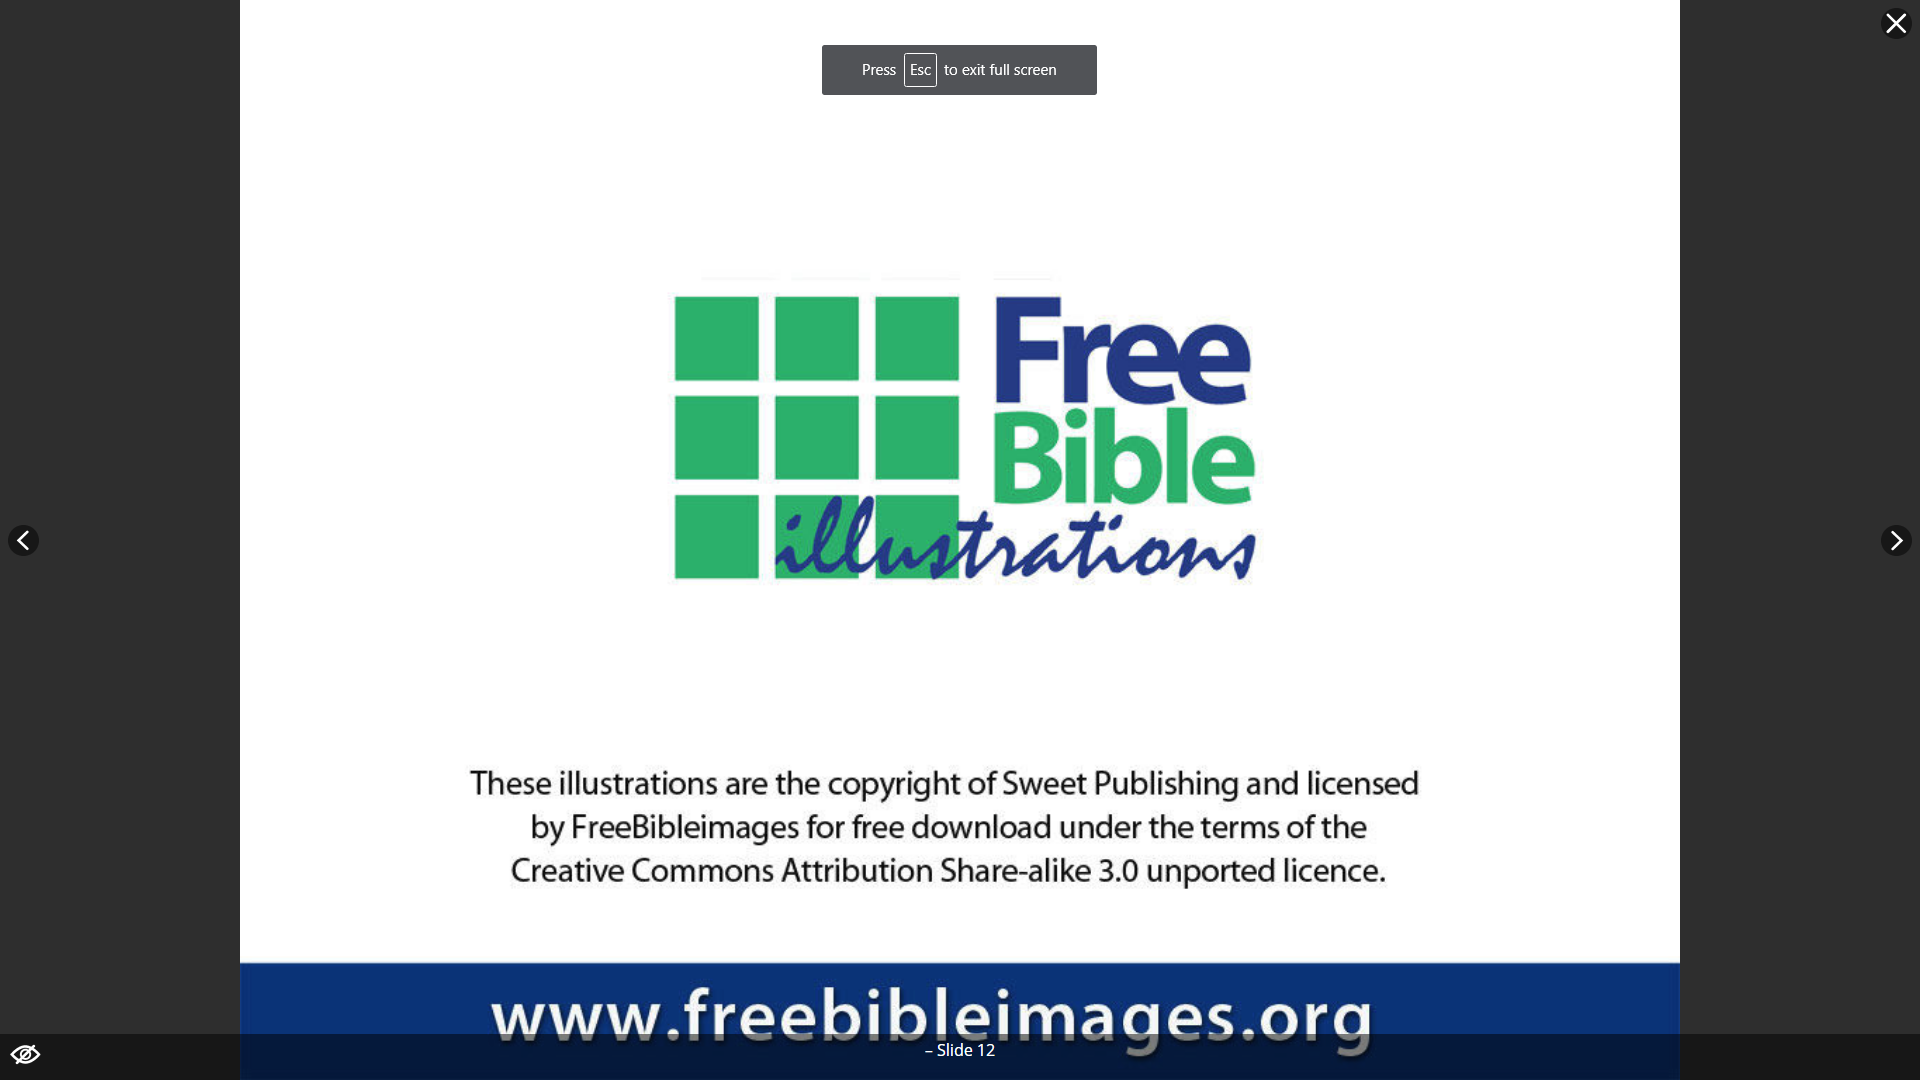 Press Esc to exit full screen
Free
Bible
illustrations
These illustrations are the copyright of Sweet Publishing and licensed
by FreeBibleimages for free download under the terms of the
Creative Commons Attribution Share-alike 3.0 unported licence.
www.freebibleimages.org
– Slide 12